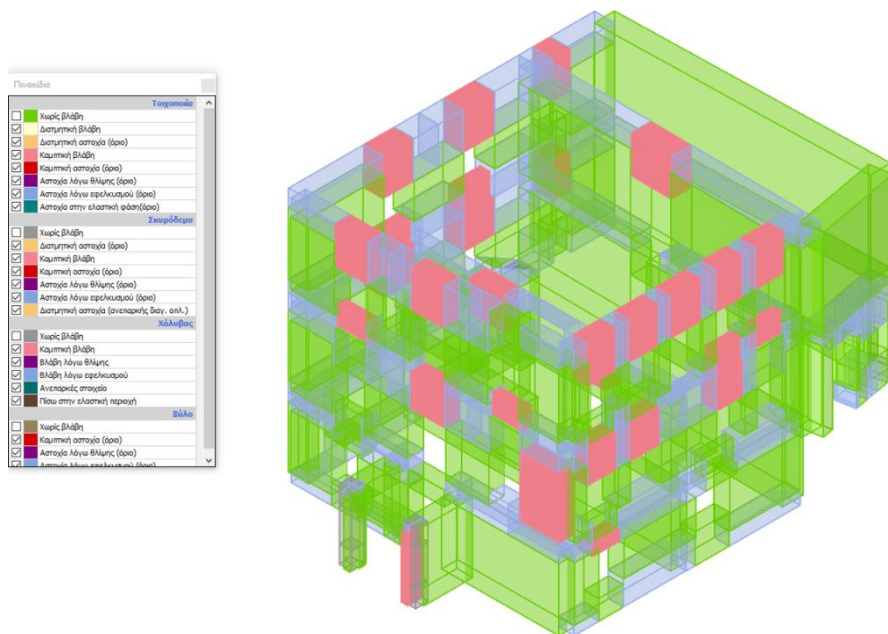 Πινακίδιο
Τοιχοποιία
Χωρίς βλάβη
Διατμητική βλάβη
Διατμητική αστοχία (όριο)
Καμπτική βλάβη
Καμπτική αστοχία (όριο)
Αστοχία λόγω θλίψης (όριο)
Αστοχία λόγω εφελκυσμού (όριο)
Αστοχία στην ελαστική φάση(όριο)
Σκυρόδεμα
Χωρίς βλάβη
Διατμητική αστοχία (όριο)
Καμπτική βλάβη
Καμπτική αστοχία (όριο)
Αστοχία λόγω θλίψης (όριο)
Αστοχία λόγω εφελκυσμού (όριο)
Διατμητική αστοχία (ανεπαρκής διαγ. οπλ.)
Χάλυβας
Χωρίς βλάβη
Καμπτική βλάβη
Βλάβη λόγω θλίψης
Βλάβη λόγω εφελκυσμού
Ανεπαρκές στοιχείο
Πίσω στην ελαστική περιοχή
Ξύλο
Χωρίς βλάβη
Καμπτική αστοχία (όριο)
Αστοχία λόγω θλίψης (όριο)
Αστοχία λόγω εφελκυσμού (όριο)